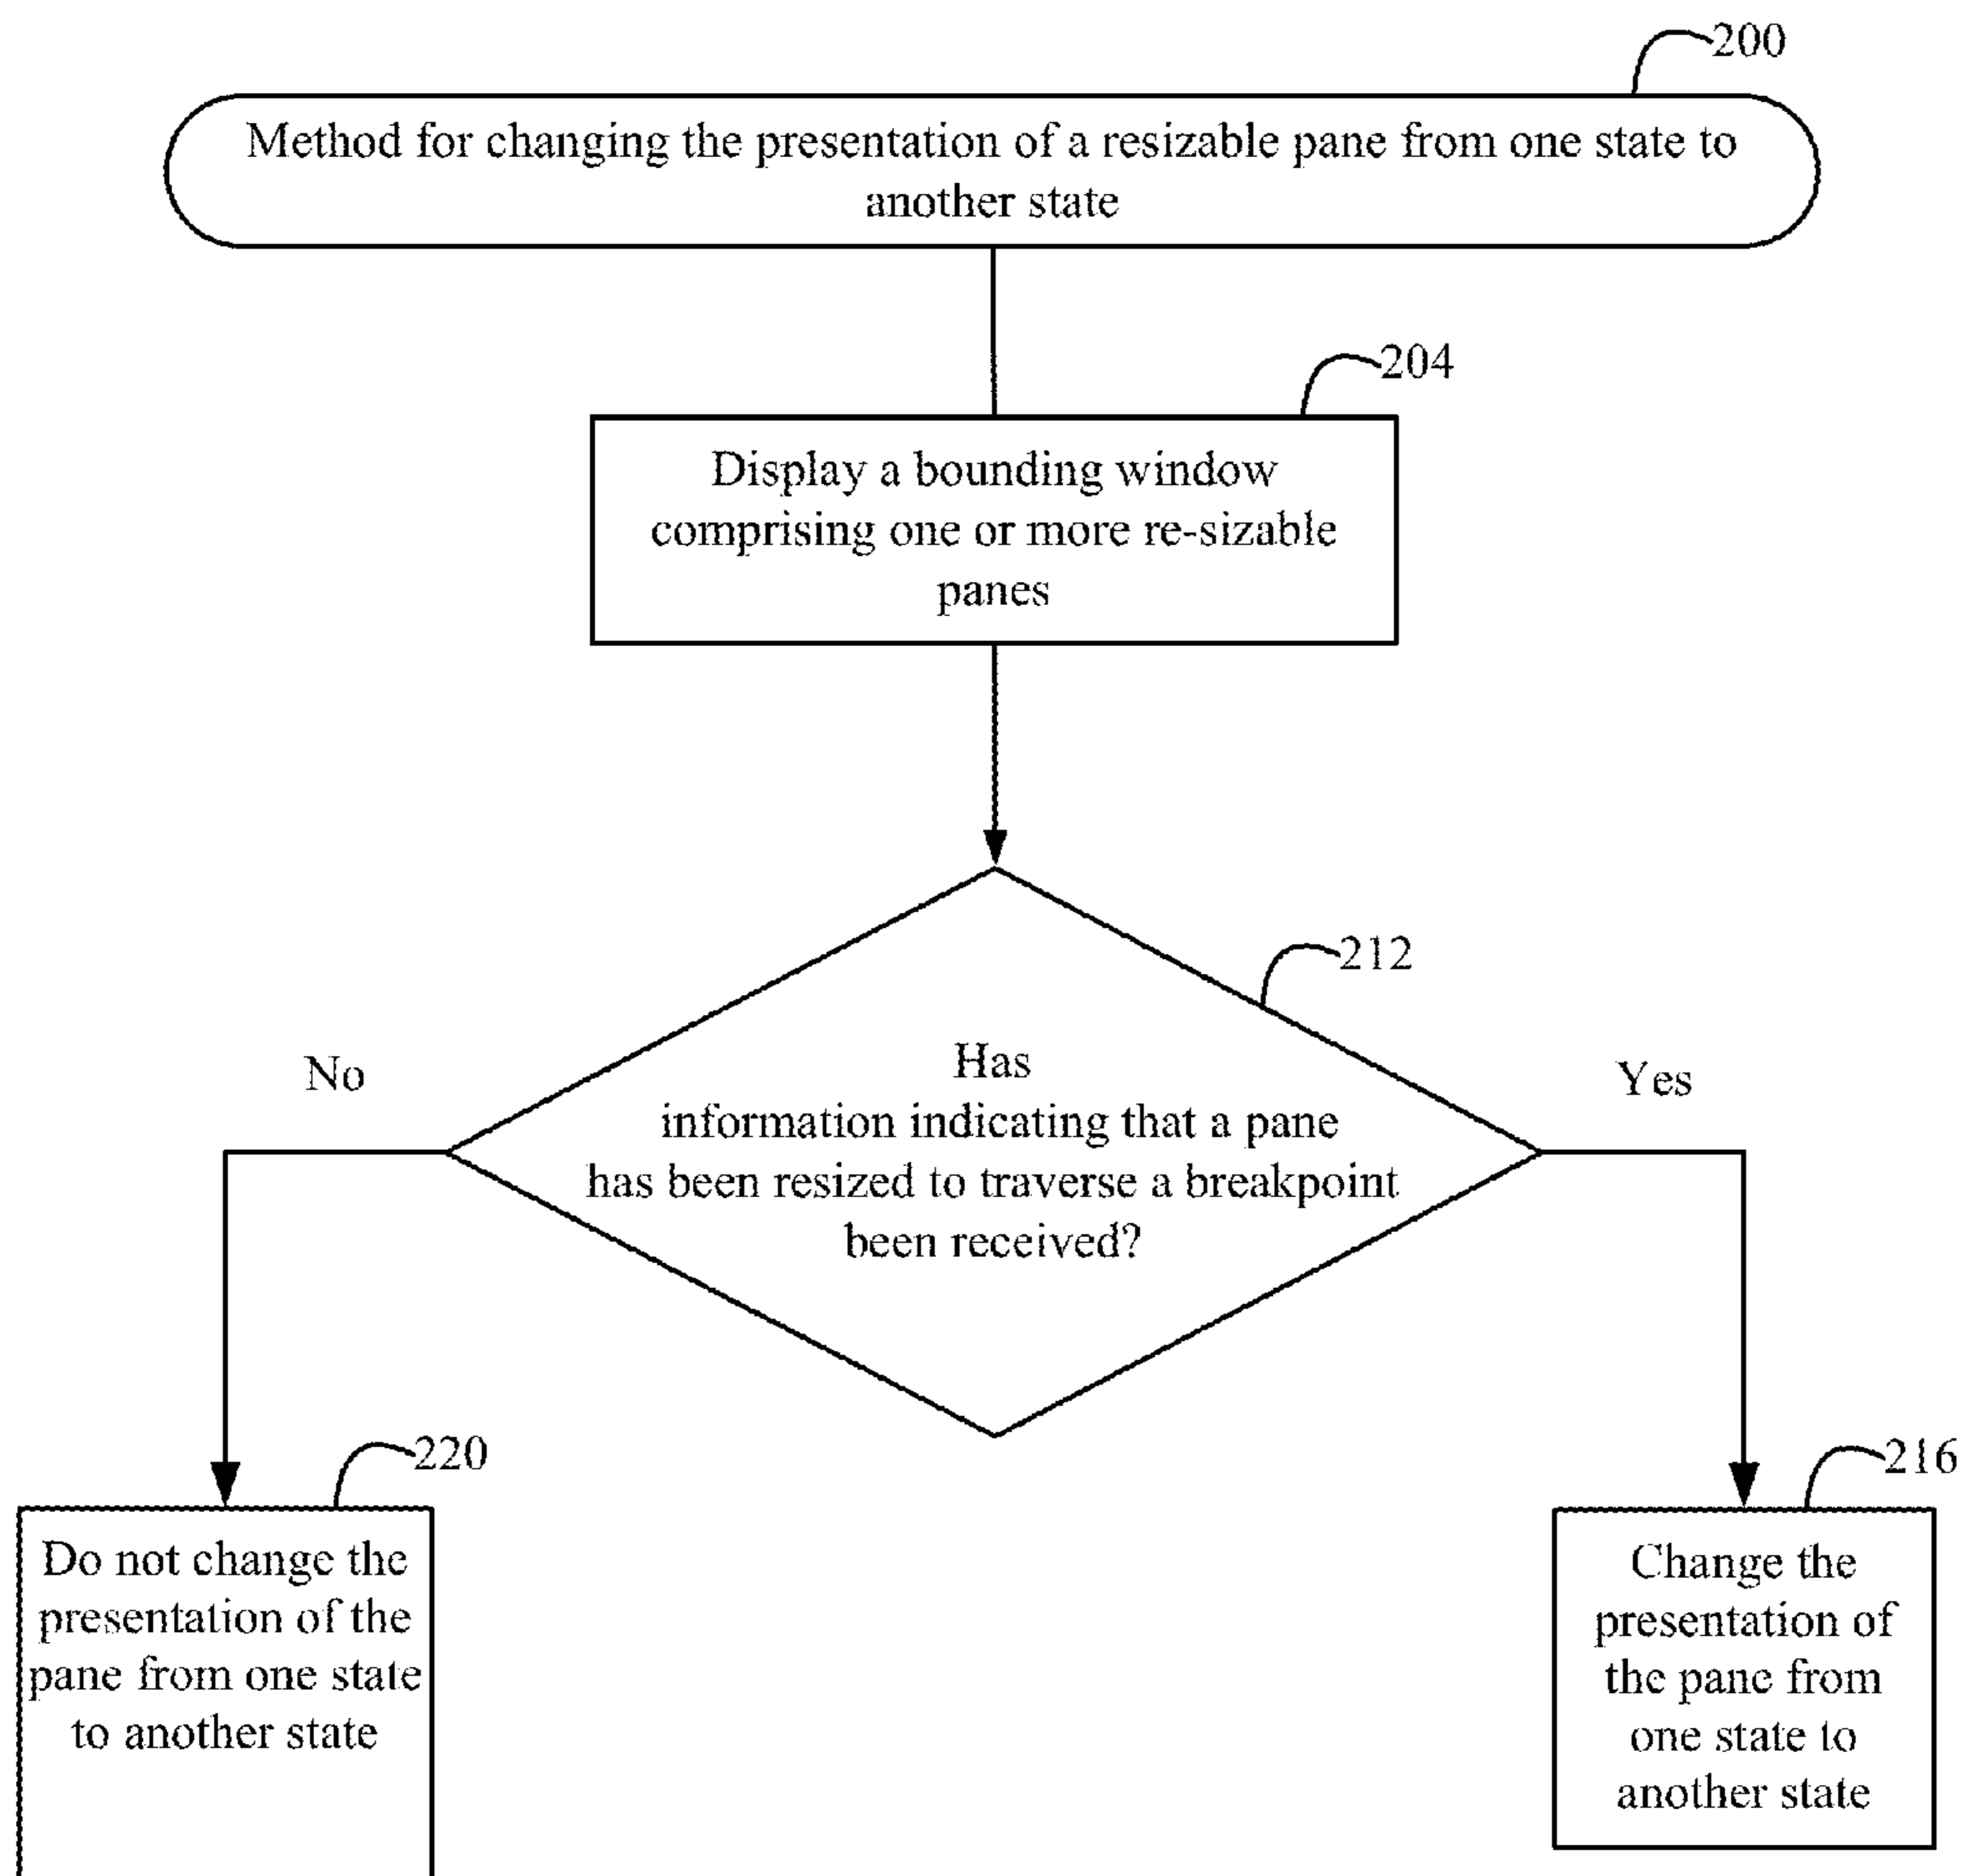 200
Method for changing the presentation of a resizable pane from one state to
another state
204
Display a bounding window
comprising one or more re-sizable
panes
212
Has
information indicating that a pane
has been resized to traverse a breakpoint
been received?
No
Yes
220
Do not change the
presentation of the
pane from one state
to another state
216
Change the
presentation of
the pane from
one state to
another state